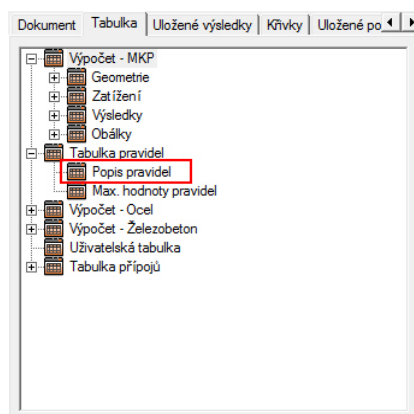 Dokument Tabulka Uložené výsledky Křivky Uložené po
Výpočet - MKP
Geometrie
Zatížení
Výsledky
Obálky
Tabulka pravidel
Popis pravidel
Max. hodnoty pravidel
Výpočet - Ocel
Výpočet - Železobeton
Uživatelská tabulka
Tabulka přípojů